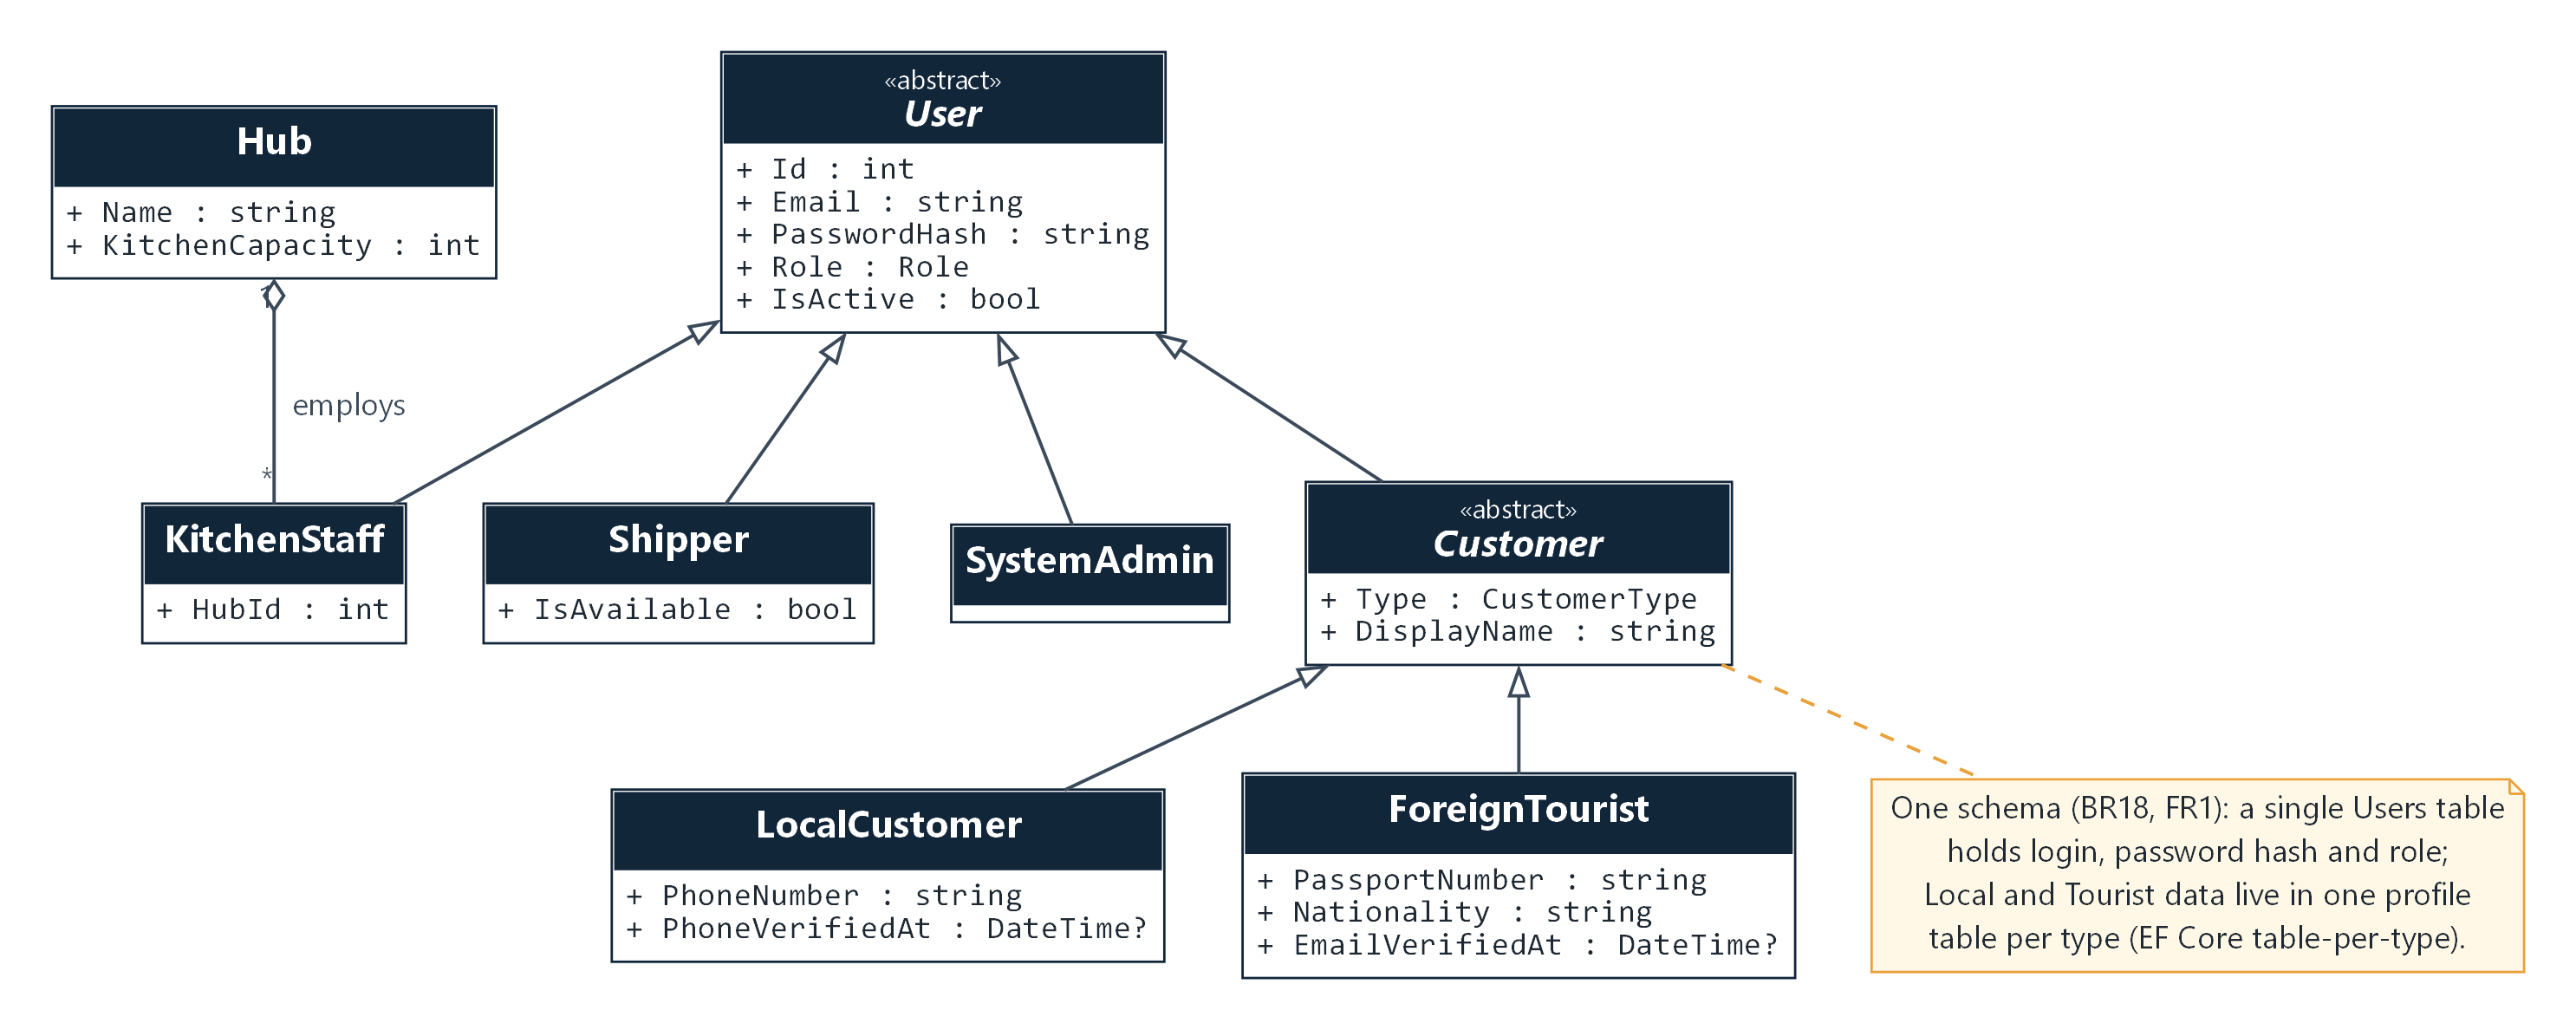 Hub
+ Name : string
+ KitchenCapacity : int
«abstract»
User
+ Id : int
+ Email : string
+ PasswordHash : string
+ Role : Role
+ IsActive : bool
1
employs
*
KitchenStaff
+ HubId : int
Shipper
+ IsAvailable : bool
SystemAdmin
«abstract»
Customer
+ Type : CustomerType
+ DisplayName : string
LocalCustomer
+ PhoneNumber : string
+ PhoneVerifiedAt : DateTime?
ForeignTourist
+ PassportNumber : string
+ Nationality : string
+ EmailVerifiedAt : DateTime?
One schema (BR18, FR1): a single Users table
holds login, password hash and role;
Local and Tourist data live in one profile
table per type (EF Core table-per-type).